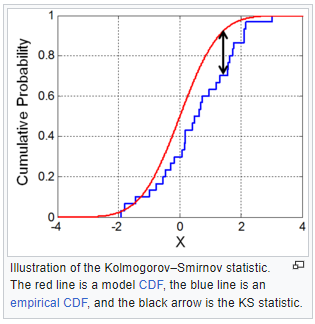 1
0.8
0.6
0.4
0.2
0
-4
-2
0
2
4
Cumulative Probability
X
Illustration of the Kolmogorov–Smirnov statistic.
The red line is a model CDF, the blue line is an
empirical CDF, and the black arrow is the KS statistic.